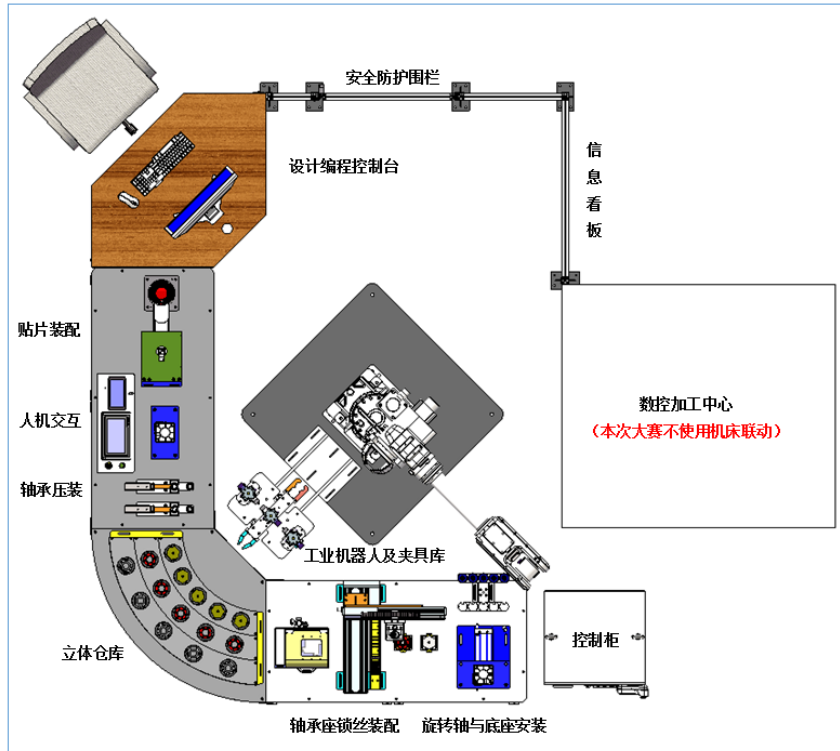 安全防护围栏
设计编程控制台
信
息
看
板
贴片装配
人机交互
数控加工中心
（本次大赛不使用机床联动）
轴承压装
工业机器人及夹具库
立体仓库
控制柜
轴承座锁丝装配
旋转轴与底座安装